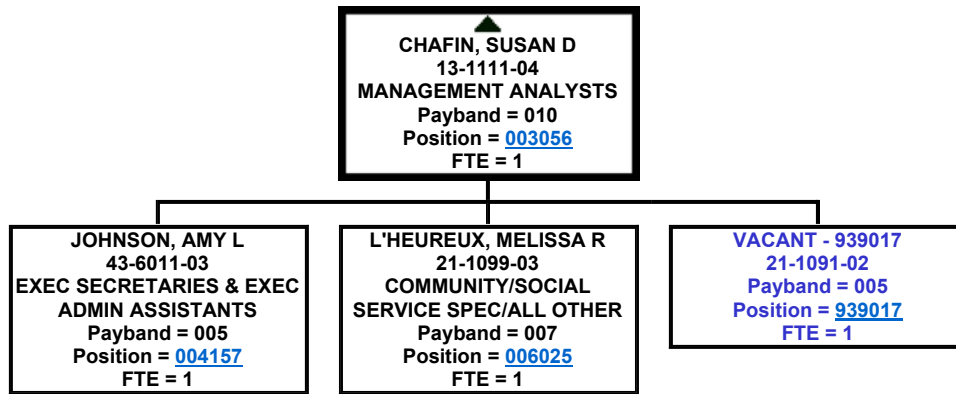 CHAFIN, SUSAN D
13-1111-04
MANAGEMENT ANALYSTS
Payband = 010
Position = 003056
FTE = 1
JOHNSON, AMY L
43-6011-03
EXEC SECRETARIES & EXEC
ADMIN ASSISTANTS
Payband = 005
Position = 004157
FTE = 1
L'HEUREUX, MELISSA R
21-1099-03
COMMUNITY/SOCIAL
SERVICE SPEC/ALL OTHER
Payband = 007
Position = 006025
FTE = 1
VACANT - 939017
21-1091-02
Payband = 005
Position = 939017
FTE = 1